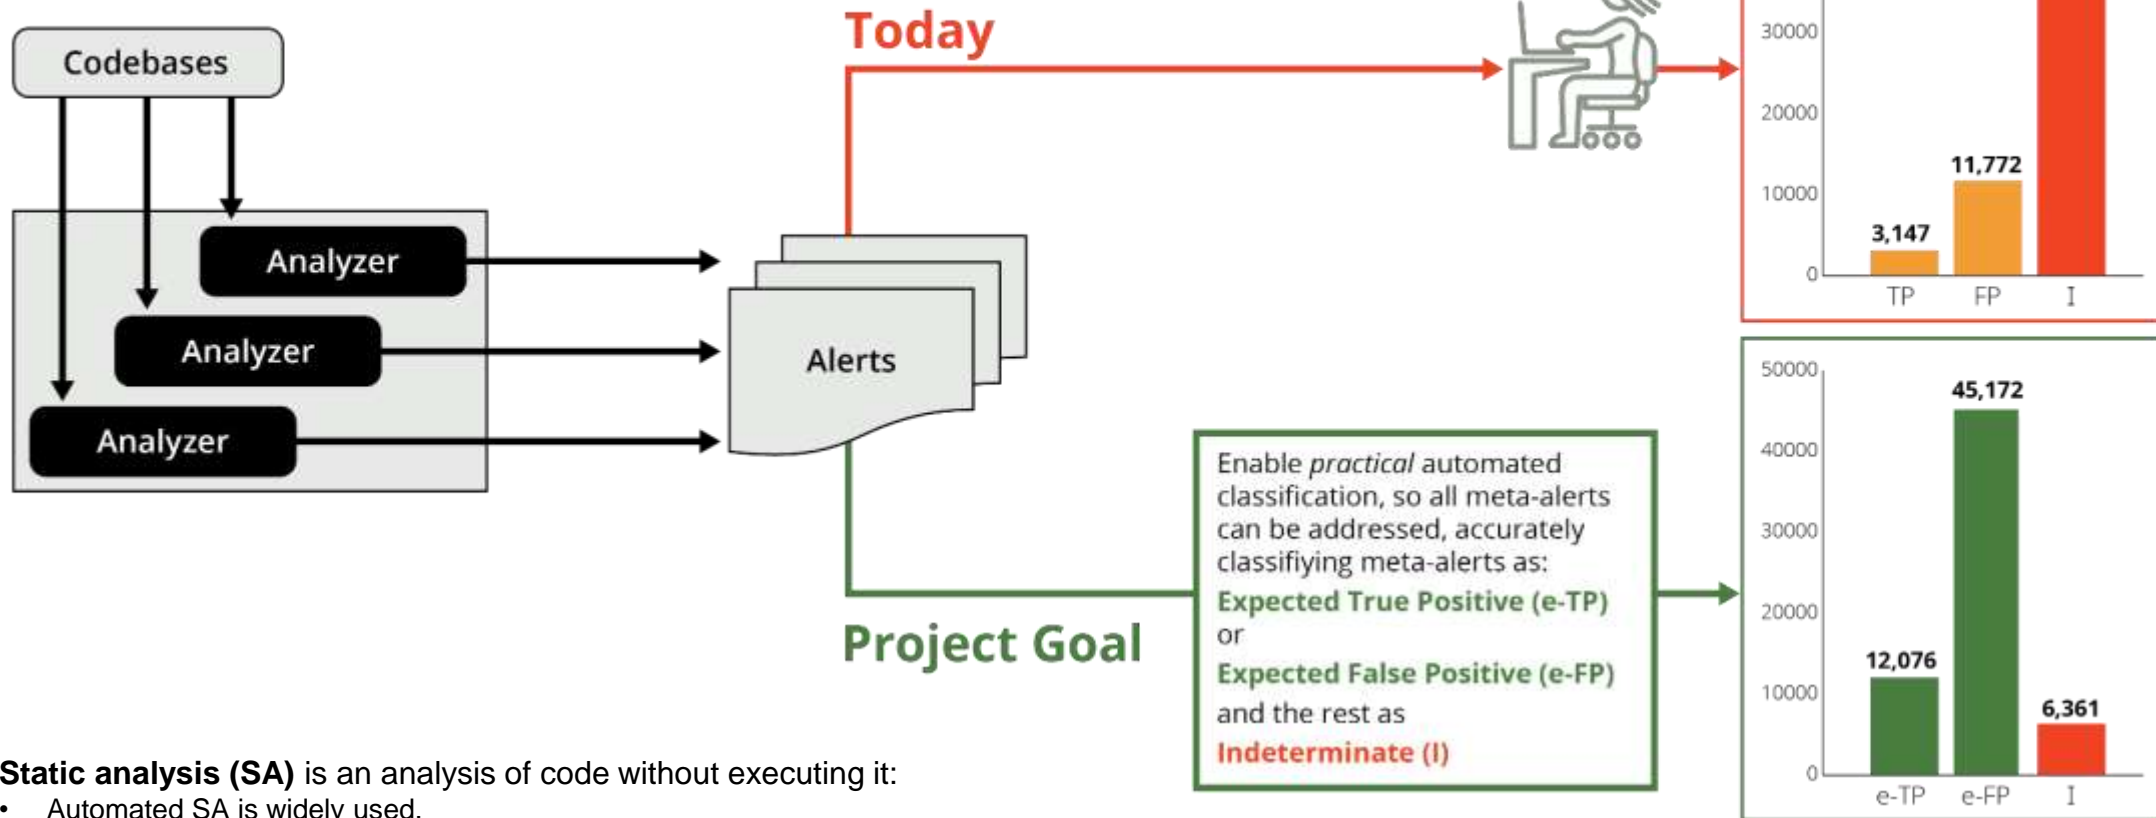 Codebases
Analyzer
Analyzer
Analyzer
Alerts
Today
30000
20000
10000
0
3,147
11,772
TP
FP
I
Project Goal
Enable practical automated
classification, so all meta-alerts
can be addressed, accurately
classifiying meta-alerts as:
Expected True Positive (e-TP)
or
Expected False Positive (e-FP)
and the rest as
Indeterminate (I)
50000
40000
30000
20000
10000
0
12,076
45,172
6,361
e-TP
e-FP
I
Static analysis (SA) is an analysis of code without executing it:
• Automated SA is widely used.